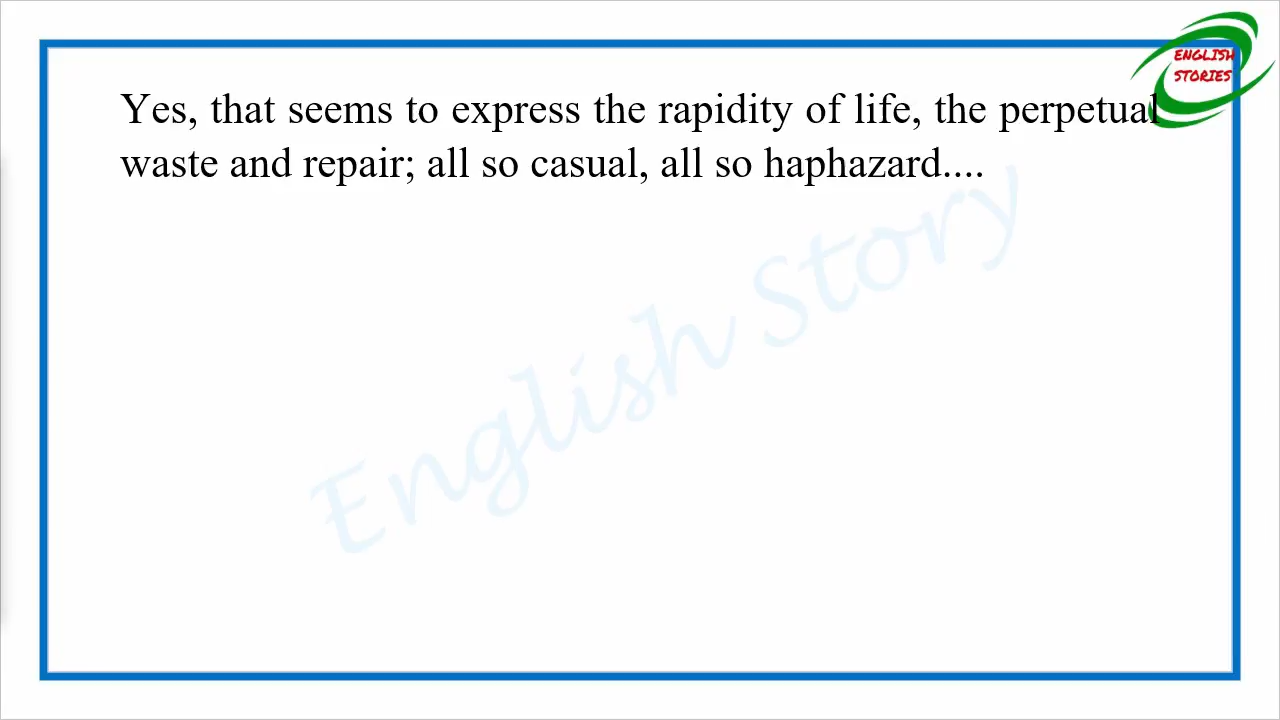 ENGLISH
STORIES
Yes, that seems to express the rapidity of life, the perpetual
waste and repair; all so casual, all so haphazard....
English Story